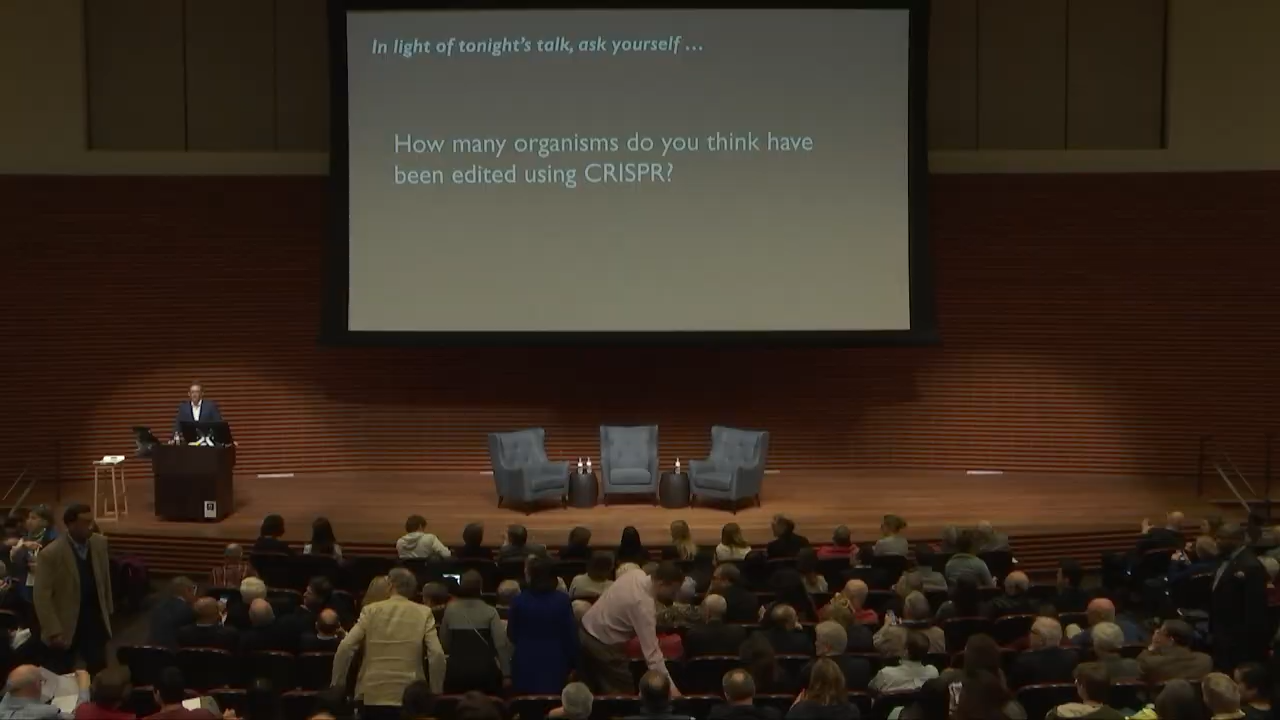 In light of tonight's talk, ask yourself ...
How many organisms do you think have
been edited using CRISPR?